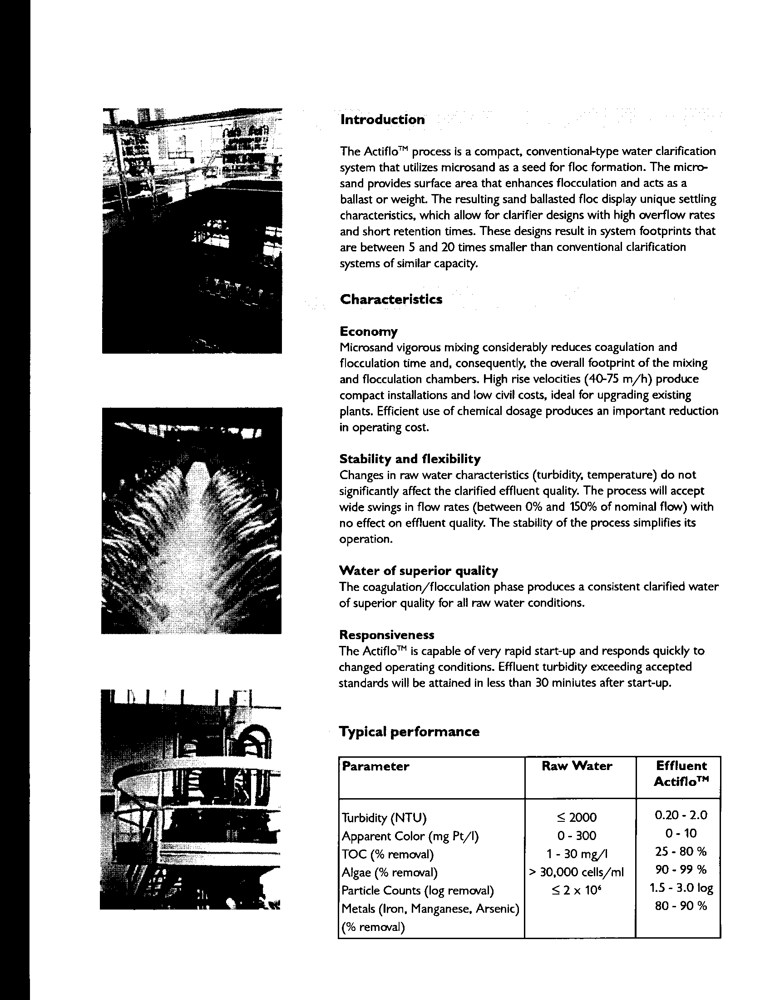 Introduction
The Actiflo™ process is a compact, conventional-type water clarification
system that utilizes microsand as a seed for floc formation. The micro-
sand provides surface area that enhances flocculation and acts as a
ballast or weight. The resulting sand ballasted floc display unique settling
characteristics, which allow for clarifier designs with high overflow rates
and short retention times. These designs result in system footprints that
are between 5 and 20 times smaller than conventional clarification
systems of similar capacity.
Characteristics
Economy
Microsand vigorous mixing considerably reduces coagulation and
flocculation time and, consequently, the overall footprint of the mixing
and flocculation chambers. High rise velocities (40-75 m/h) produce
compact installations and low civil costs, ideal for upgrading existing
plants. Efficient use of chemical dosage produces an important reduction
in operating cost.
Stability and flexibility
Changes in raw water characteristics (turbidity, temperature) do not
significantly affect the clarified effluent quality. The process will accept
wide swings in flow rates (between 0% and 150% of nominal flow) with
no effect on effluent quality. The stability of the process simplifies its
operation.
Water of superior quality
The coagulation/flocculation phase produces a consistent clarified water
of superior quality for all raw water conditions.
Responsiveness
The Actiflo™ is capable of very rapid start-up and responds quickly to
changed operating conditions. Effluent turbidity exceeding accepted
standards will be attained in less than 30 miniutes after start-up.
Typical performance
Parameter Raw Water Effluent
Actiflo™
Turbidity (NTU) ≤ 2000 0.20 - 2.0
Apparent Color (mg Pt/l) 0 - 300 0 - 10
TOC (% removal) 1 - 30 mg/l 25 - 80 %
Algae (% removal) > 30,000 cells/ml 90 - 99 %
Particle Counts (log removal) ≤ 2 x 10⁶ 1.5 - 3.0 log
Metals (Iron, Manganese, Arsenic) 80 - 90 %
(% removal)